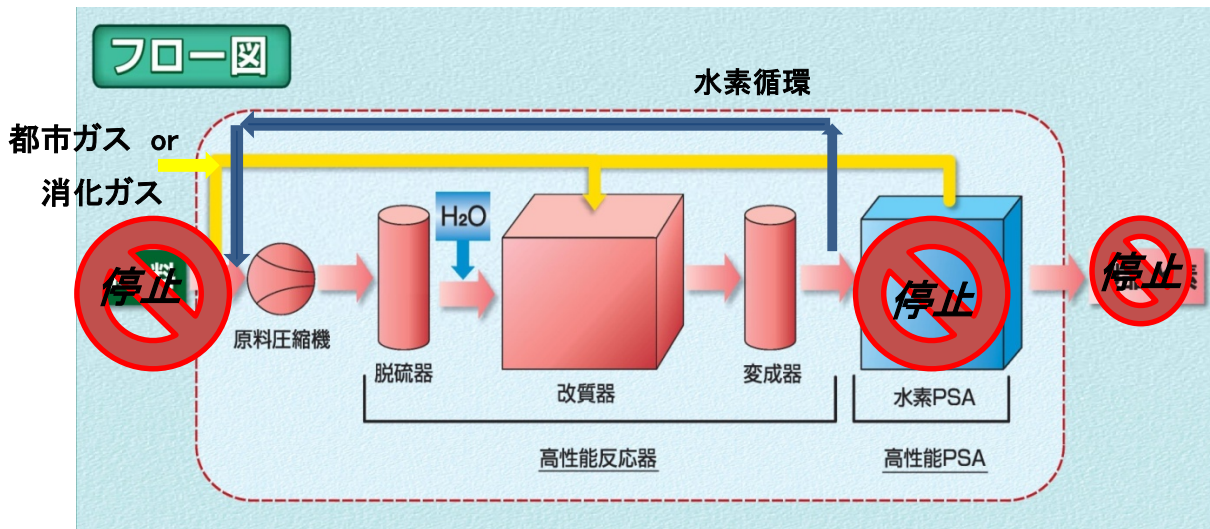 フロー図
水素循環
都市ガス or
消化ガス
H₂O
停止
停止
停止
原料圧縮機
脱硫器
改質器
変成器
水素PSA
高性能反応器
高性能PSA